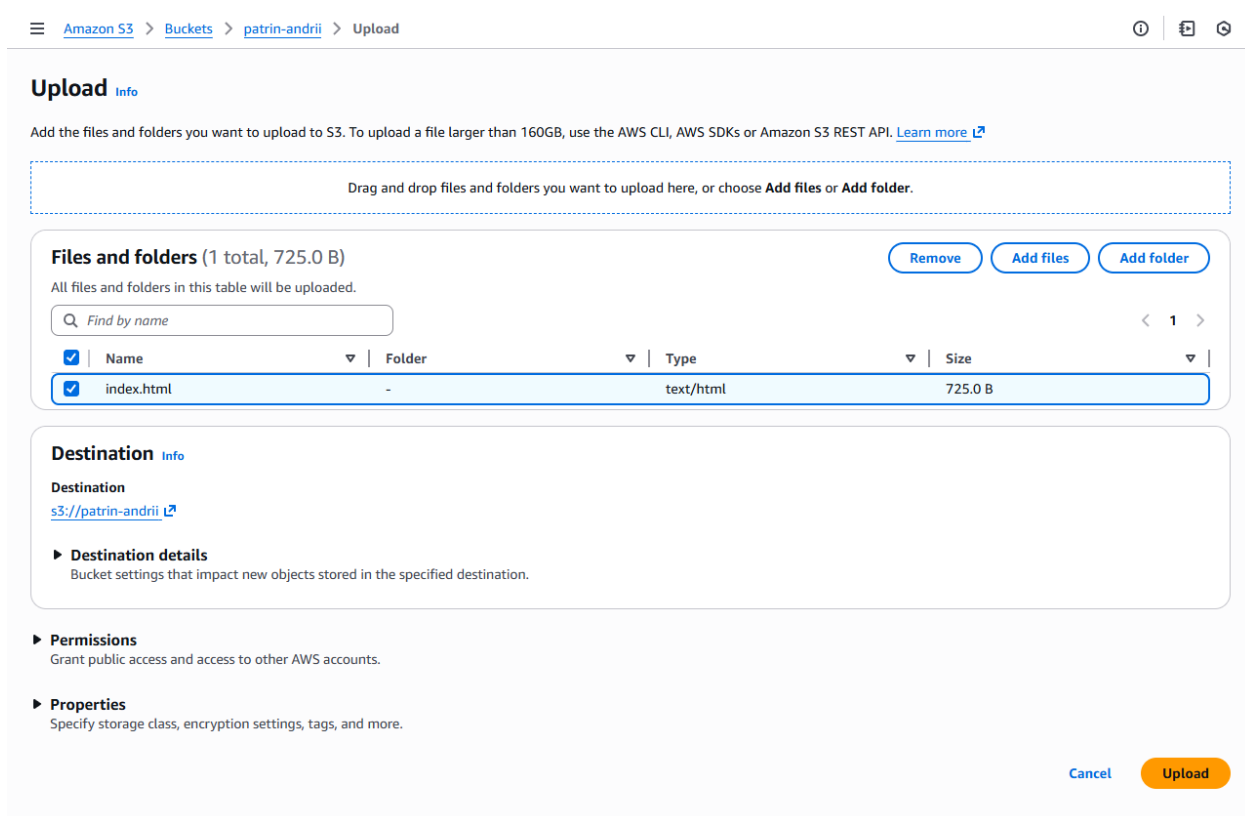 Amazon S3 > Buckets > patrin-andrii > Upload
Upload Info
Add the files and folders you want to upload to S3. To upload a file larger than 160GB, use the AWS CLI, AWS SDKs or Amazon S3 REST API. Learn more
Drag and drop files and folders you want to upload here, or choose Add files or Add folder.
Files and folders (1 total, 725.0 B)
Remove Add files Add folder
All files and folders in this table will be uploaded.
Find by name
1
Name Folder Type Size
index.html - text/html 725.0 B
Destination Info
Destination
s3://patrin-andrii
Destination details
Bucket settings that impact new objects stored in the specified destination.
Permissions
Grant public access and access to other AWS accounts.
Properties
Specify storage class, encryption settings, tags, and more.
Cancel Upload